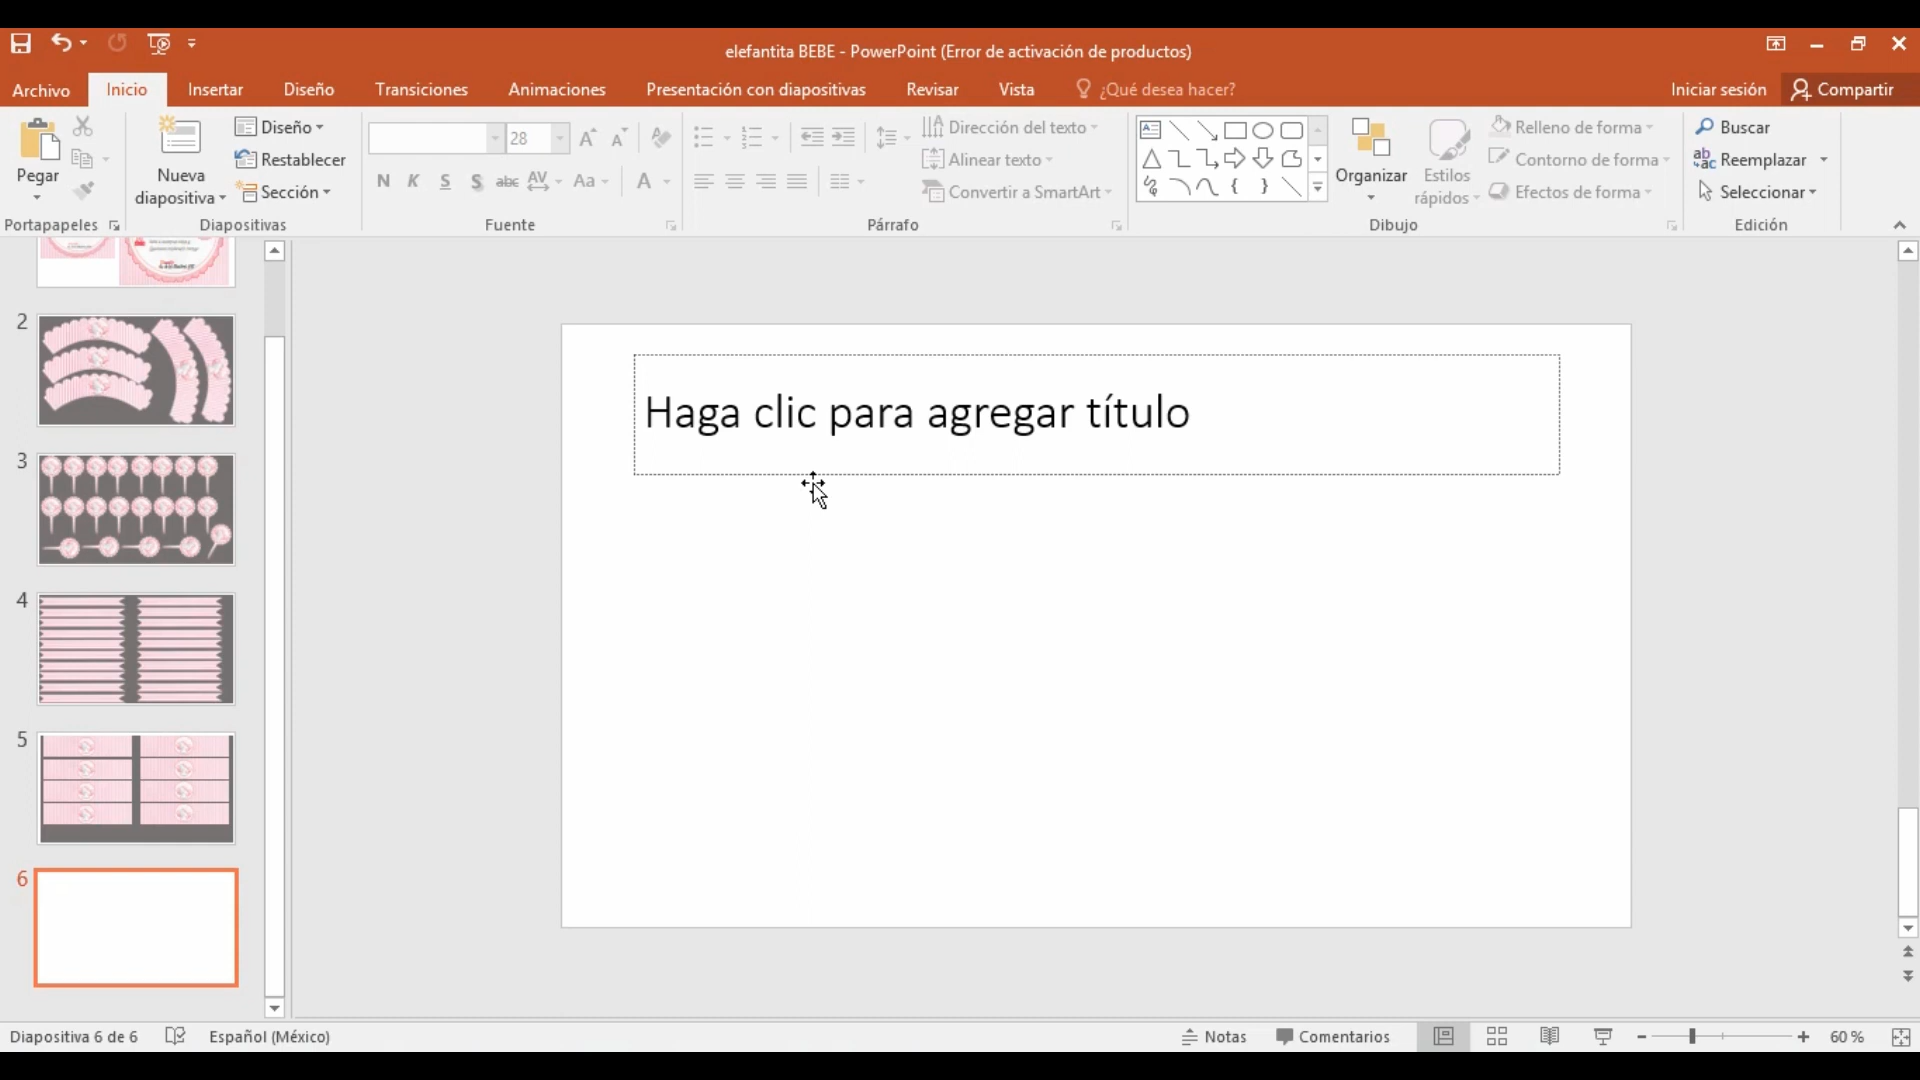 elefantita BEBE - PowerPoint (Error de activación de productos)
Archivo Inicio Insertar Diseño Transiciones Animaciones Presentación con diapositivas Revisar Vista ¿Qué desea hacer? Iniciar sesión Compartir
Pegar
Portapapeles
Nueva
diapositiva
Diseño
Restablecer
Sección
Diapositivas
28
N K S S abc AV Aa A
Fuente
Dirección del texto
Alinear texto
Convertir a SmartArt
Párrafo
Organizar
Estilos
rápidos
Relleno de forma
Contorno de forma
Efectos de forma
Dibujo
Buscar
Reemplazar
Seleccionar
Edición
2
3
4
5
6
Haga clic para agregar título
Diapositiva 6 de 6 Español (México) Notas Comentarios 60 %